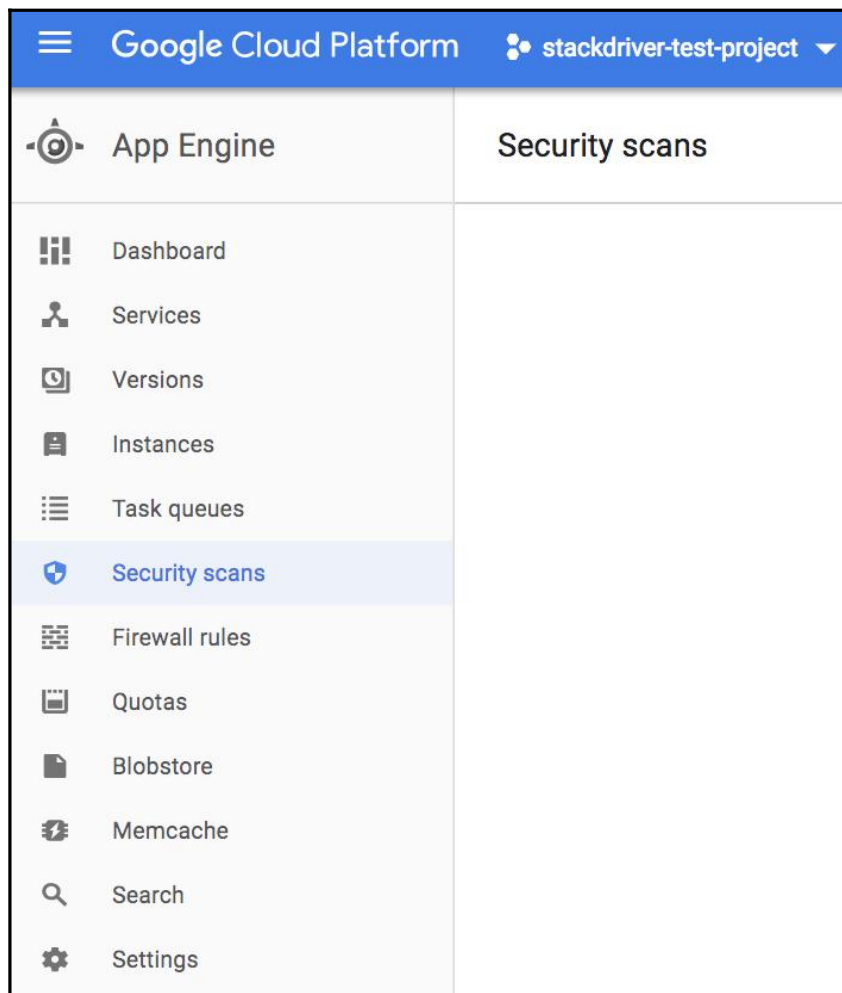 Google Cloud Platform stackdriver-test-project
App Engine
Security scans
Dashboard
Services
Versions
Instances
Task queues
Security scans
Firewall rules
Quotas
Blobstore
Memcache
Search
Settings